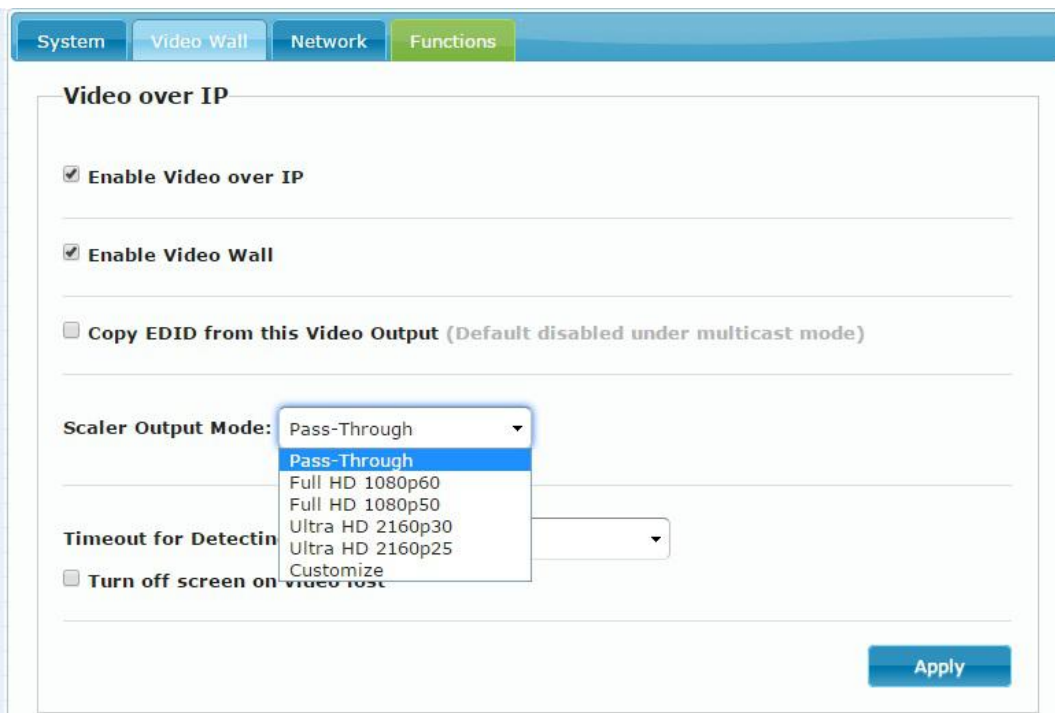 System Video Wall Network Functions
Video over IP
Enable Video over IP
Enable Video Wall
Copy EDID from this Video Output (Default disabled under multicast mode)
Scaler Output Mode: Pass-Through
Pass-Through
Full HD 1080p60
Full HD 1080p50
Ultra HD 2160p30
Ultra HD 2160p25
Customize
Timeout for
Turn off screen on
Apply